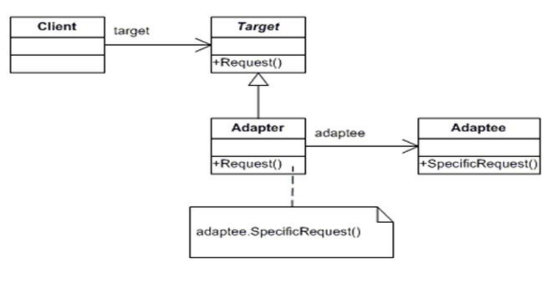 Client
target
Target
+Request()
Adapter
+Request()
adaptee
Adaptee
+SpecificRequest()
adaptee.SpecificRequest()